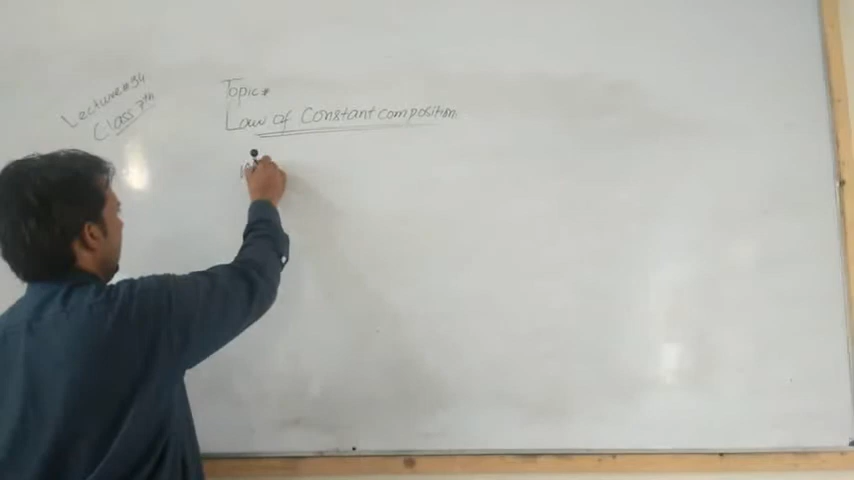 Lecture#34
Class 7th
Topic*
Law of Constant composition